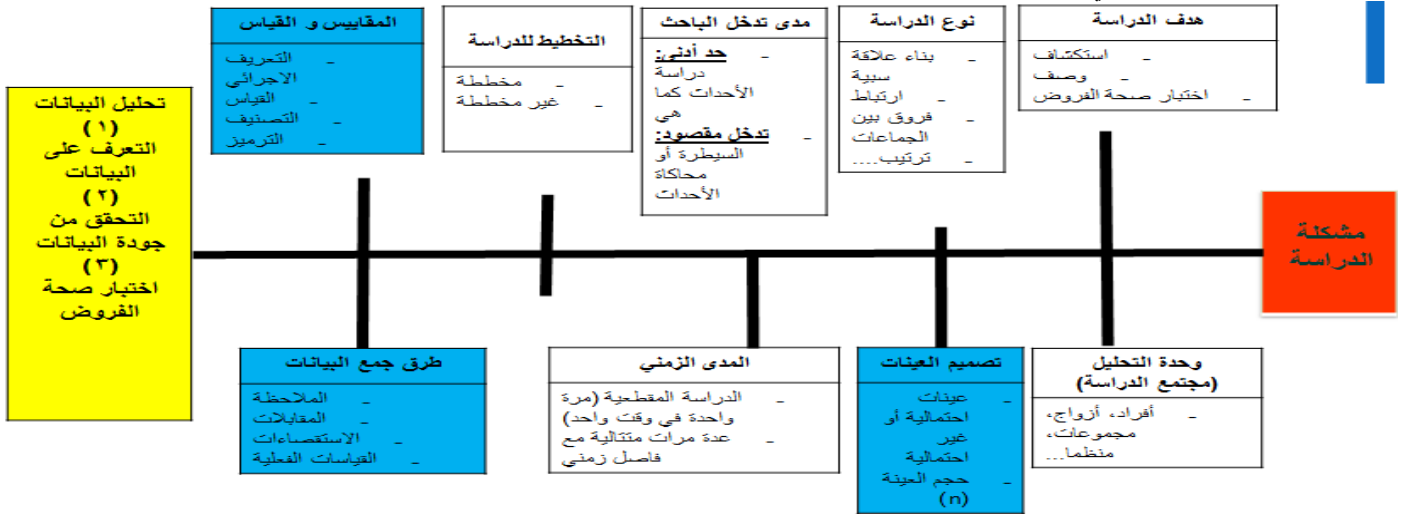 مشكلة
الدراسة
هدف الدراسة
- استكشاف
- وصف
- اختبار صحة الفروض
نوع الدراسة
- بناء علاقة
سبية
- ارتباط
- فروق بين
الجماعات
- ترتيب....
مدى تدخل الباحث
- حد أدنى:
دراسة
الأحداث كما
هي
- تدخل مقصود:
السيطرة أو
محاكاة
الأحداث
التخطيط للدراسة
- مخططة
- غير مخططة
المقاييس و القياس
- التعريف
الاجرائي
- القياس
- التصنيف
- الترميز
وحدة التحليل
(مجتمع الدراسة)
- أفراد، أزواج،
مجموعات،
منظما...
تصميم العينات
- عينات
احتمالية أو
غير
احتمالية
- حجم العينة
(n)
المدى الزمني
- الدراسة المقطعية (مرة
واحدة في وقت واحد)
- عدة مرات متتالية مع
فاصل زمني
طرق جمع البيانات
- الملاحظة
- المقابلات
- الاستقصاءات
- القياسات الفعلية
تحليل البيانات
(١)
التعرف على
البيانات
(٢)
التحقق من
جودة البيانات
(٣)
اختبار صحة
الفروض